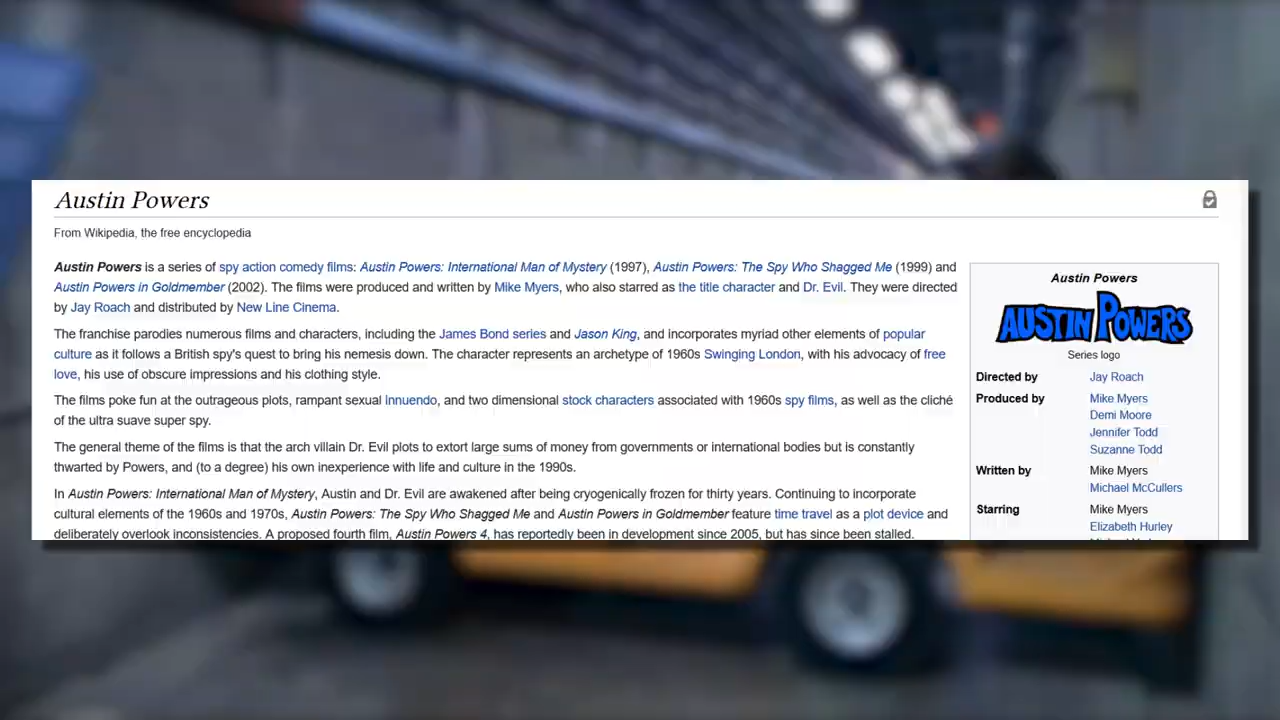 Austin Powers
From Wikipedia, the free encyclopedia
Austin Powers is a series of spy action comedy films: Austin Powers: International Man of Mystery (1997), Austin Powers: The Spy Who Shagged Me (1999) and
Austin Powers in Goldmember (2002). The films were produced and written by Mike Myers, who also starred as the title character and Dr. Evil. They were directed
by Jay Roach and distributed by New Line Cinema.
The franchise parodies numerous films and characters, including the James Bond series and Jason King, and incorporates myriad other elements of popular
culture as it follows a British spy's quest to bring his nemesis down. The character represents an archetype of 1960s Swinging London, with his advocacy of free
love, his use of obscure impressions and his clothing style.
The films poke fun at the outrageous plots, rampant sexual innuendo, and two dimensional stock characters associated with 1960s spy films, as well as the cliché
of the ultra suave super spy.
The general theme of the films is that the arch villain Dr. Evil plots to extort large sums of money from governments or international bodies but is constantly
thwarted by Powers, and (to a degree) his own inexperience with life and culture in the 1990s.
In Austin Powers: International Man of Mystery, Austin and Dr. Evil are awakened after being cryogenically frozen for thirty years. Continuing to incorporate
cultural elements of the 1960s and 1970s, Austin Powers: The Spy Who Shagged Me and Austin Powers in Goldmember feature time travel as a plot device and
deliberately overlook inconsistencies. A proposed fourth film, Austin Powers 4, has reportedly been in development since 2005, but has since been stalled.
Austin Powers
AUSTIN POWERS
Series logo
Directed by Jay Roach
Produced by Mike Myers
Demi Moore
Jennifer Todd
Suzanne Todd
Written by Mike Myers
Michael McCullers
Starring Mike Myers
Elizabeth Hurley